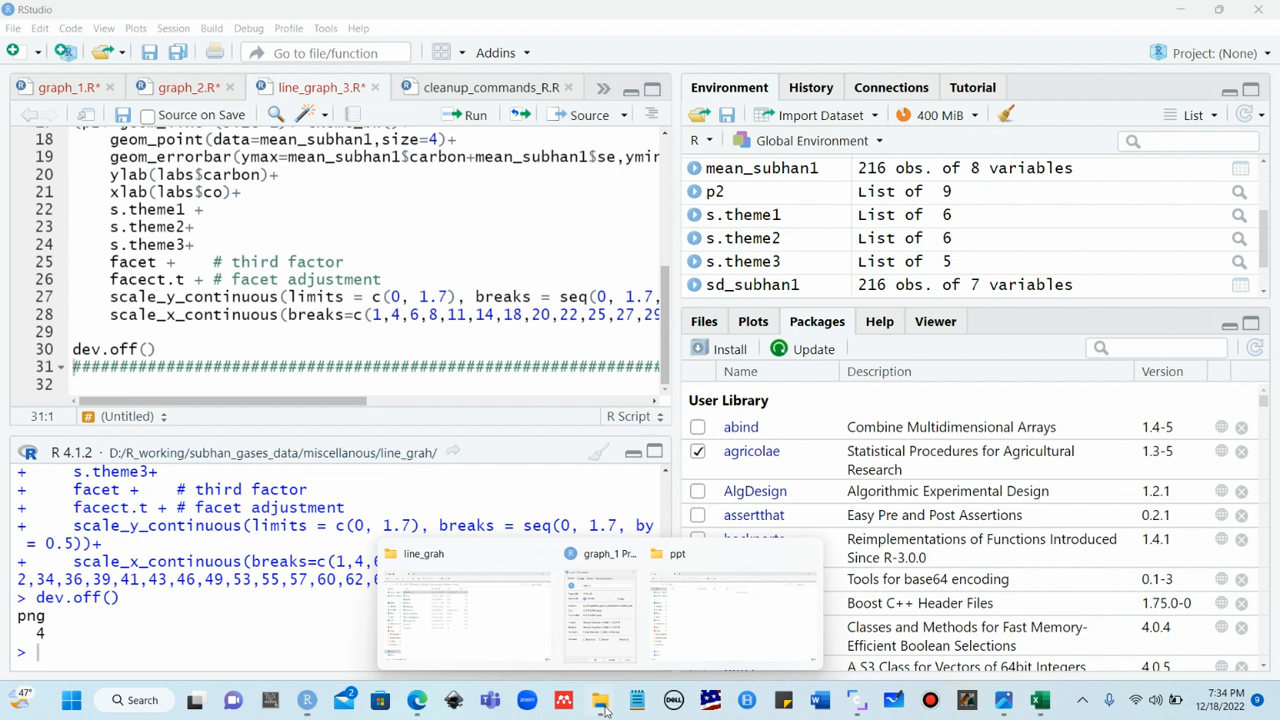 RStudio
File Edit Code View Plots Session Build Debug Profile Tools Help
Go to file/function Addins Project: (None)
graph_1.R* graph_2.R* line_graph_3.R* cleanup_commands_R.R
Source on Save Run Source
18 geom_point(data=mean_subhan1,size=4)+
19 geom_errorbar(ymax=mean_subhan1$carbon+mean_subhan1$se,ymin
20 ylab(labs$carbon)+
21 xlab(labs$co)+
22 s.theme1 +
23 s.theme2+
24 s.theme3+
25 facet + # third factor
26 facect.t + # facet adjustment
27 scale_y_continuous(limits = c(0, 1.7), breaks = seq(0, 1.7,
28 scale_x_continuous(breaks=c(1,4,6,8,11,14,18,20,22,25,27,29
29
30 dev.off()
31 ###############################################################
32
31:1 # (Untitled) R Script
R 4.1.2 · D:/R_working/subhan_gases_data/miscellanous/line_grah/
+ s.theme3+
+ facet + # third factor
+ facect.t + # facet adjustment
+ scale_y_continuous(limits = c(0, 1.7), breaks = seq(0, 1.7, by
= 0.5))+
+ scale_x_continuous(breaks=c(1,4,6
2,34,36,39,41,43,46,49,53,55,57,60,62,6
> dev.off()
png
4
>
Environment History Connections Tutorial
Import Dataset 400 MiB List
R Global Environment
mean_subhan1 216 obs. of 8 variables
p2 List of 9
s.theme1 List of 6
s.theme2 List of 6
s.theme3 List of 5
sd_subhan1 216 obs. of 7 variables
Files Plots Packages Help Viewer
Install Update
Name Description Version
User Library
abind Combine Multidimensional Arrays 1.4-5
agricolae Statistical Procedures for Agricultural Research 1.3-5
AlgDesign Algorithmic Experimental Design 1.2.1
assertthat Easy Pre and Post Assertions 0.2.1
Reimplementations of Functions Introduced Since R-3.0.0 1.4.1
Tools for base64 encoding 0.1-3
Boost C++ Header Files 1.75.0-0
Classes and Methods for Fast Memory-Efficient Boolean Selections 4.0.4
A S3 Class for Vectors of 64bit Integers 4.0.5
line_grah graph_1 Pr... ppt
47° Search 2 DELL 7:34 PM
12/18/2022 9